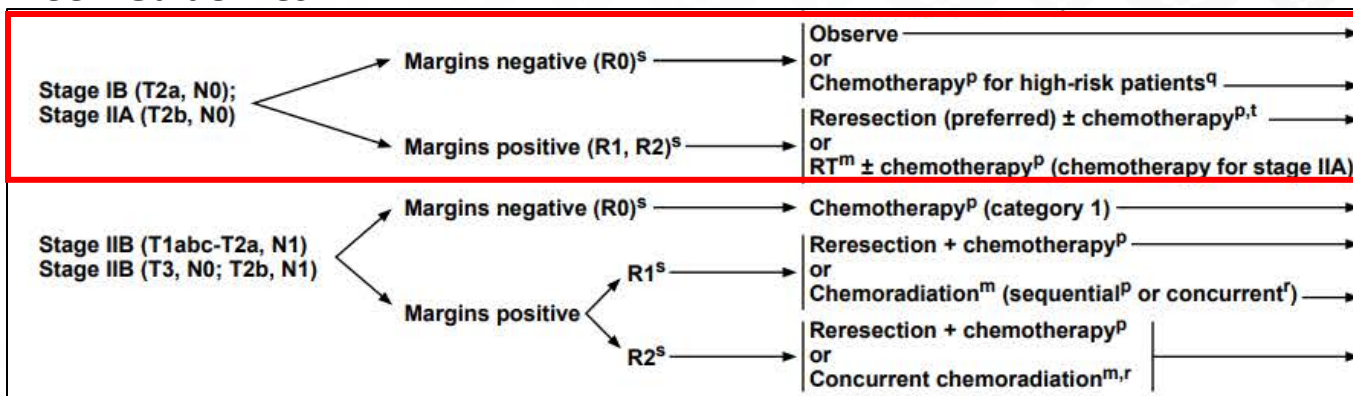 Observe
or
Chemotherapyᵖ for high-risk patients^q
Stage IB (T2a, N0);
Stage IIA (T2b, N0)
Margins negative (R0)ˢ
Margins positive (R1, R2)ˢ
Reresection (preferred) ± chemotherapyᵖ,ᵗ
or
RTᵐ ± chemotherapyᵖ (chemotherapy for stage IIA)
Stage IIB (T1abc-T2a, N1)
Stage IIB (T3, N0; T2b, N1)
Margins negative (R0)ˢ
Chemotherapyᵖ (category 1)
Margins positive
R1ˢ
Reresection + chemotherapyᵖ
or
Chemoradiationᵐ (sequentialᵖ or concurrentʳ)
R2ˢ
Reresection + chemotherapyᵖ
or
Concurrent chemoradiationᵐ,ʳ